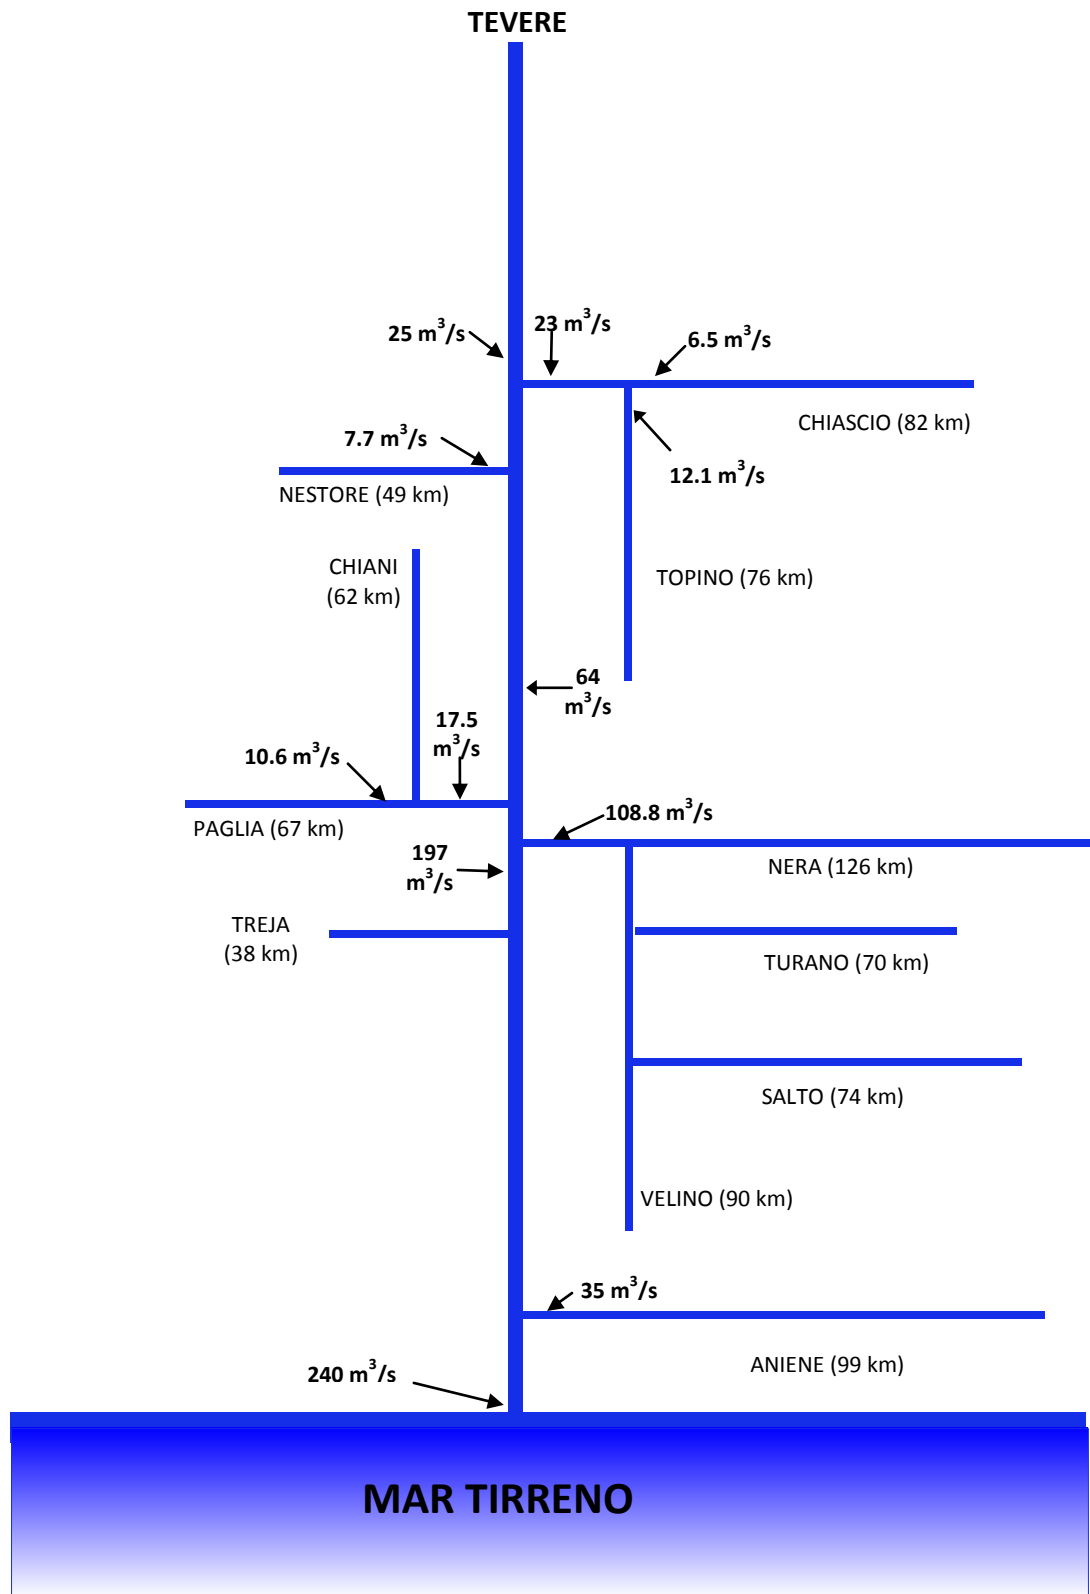 TEVERE
23 m³/s
25 m³/s
6.5 m³/s
CHIASCIO (82 km)
7.7 m³/s
12.1 m³/s
NESTORE (49 km)
CHIANI
(62 km)
TOPINO (76 km)
64
m³/s
17.5
m³/s
10.6 m³/s
108.8 m³/s
PAGLIA (67 km)
197
m³/s
NERA (126 km)
TREJA
(38 km)
TURANO (70 km)
SALTO (74 km)
VELINO (90 km)
35 m³/s
ANIENE (99 km)
240 m³/s
MAR TIRRENO